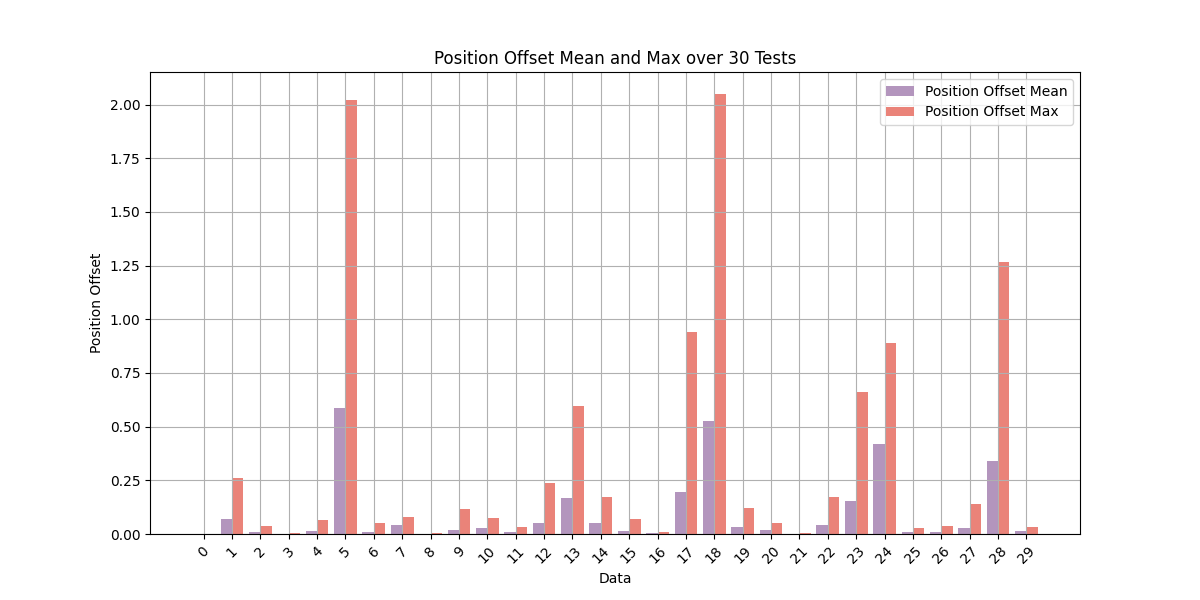 Position Offset Mean and Max over 30 Tests
Position Offset Mean
Position Offset Max
2.00
1.75
1.50
1.25
1.00
0.75
0.50
0.25
0.00
Position Offset
0 1 2 3 4 5 6 7 8 9 10 11 12 13 14 15 16 17 18 19 20 21 22 23 24 25 26 27 28 29
Data